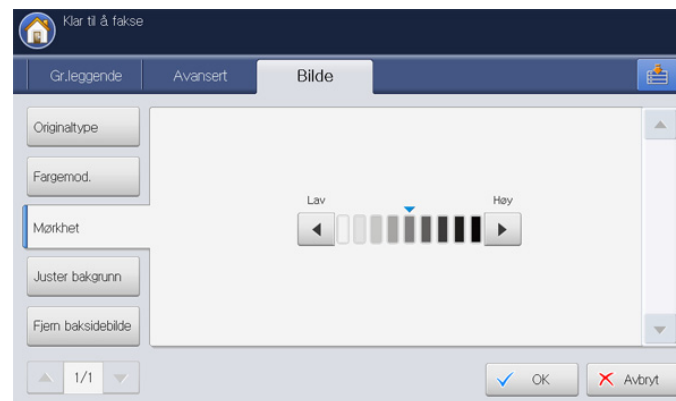 Klar til å fakse
Gr.leggende
Avansert
Bilde
Originaltype
Fargemod.
Mørkhet
Juster bakgrunn
Fjern baksidebilde
Lav
Høy
1/1
OK
Avbryt